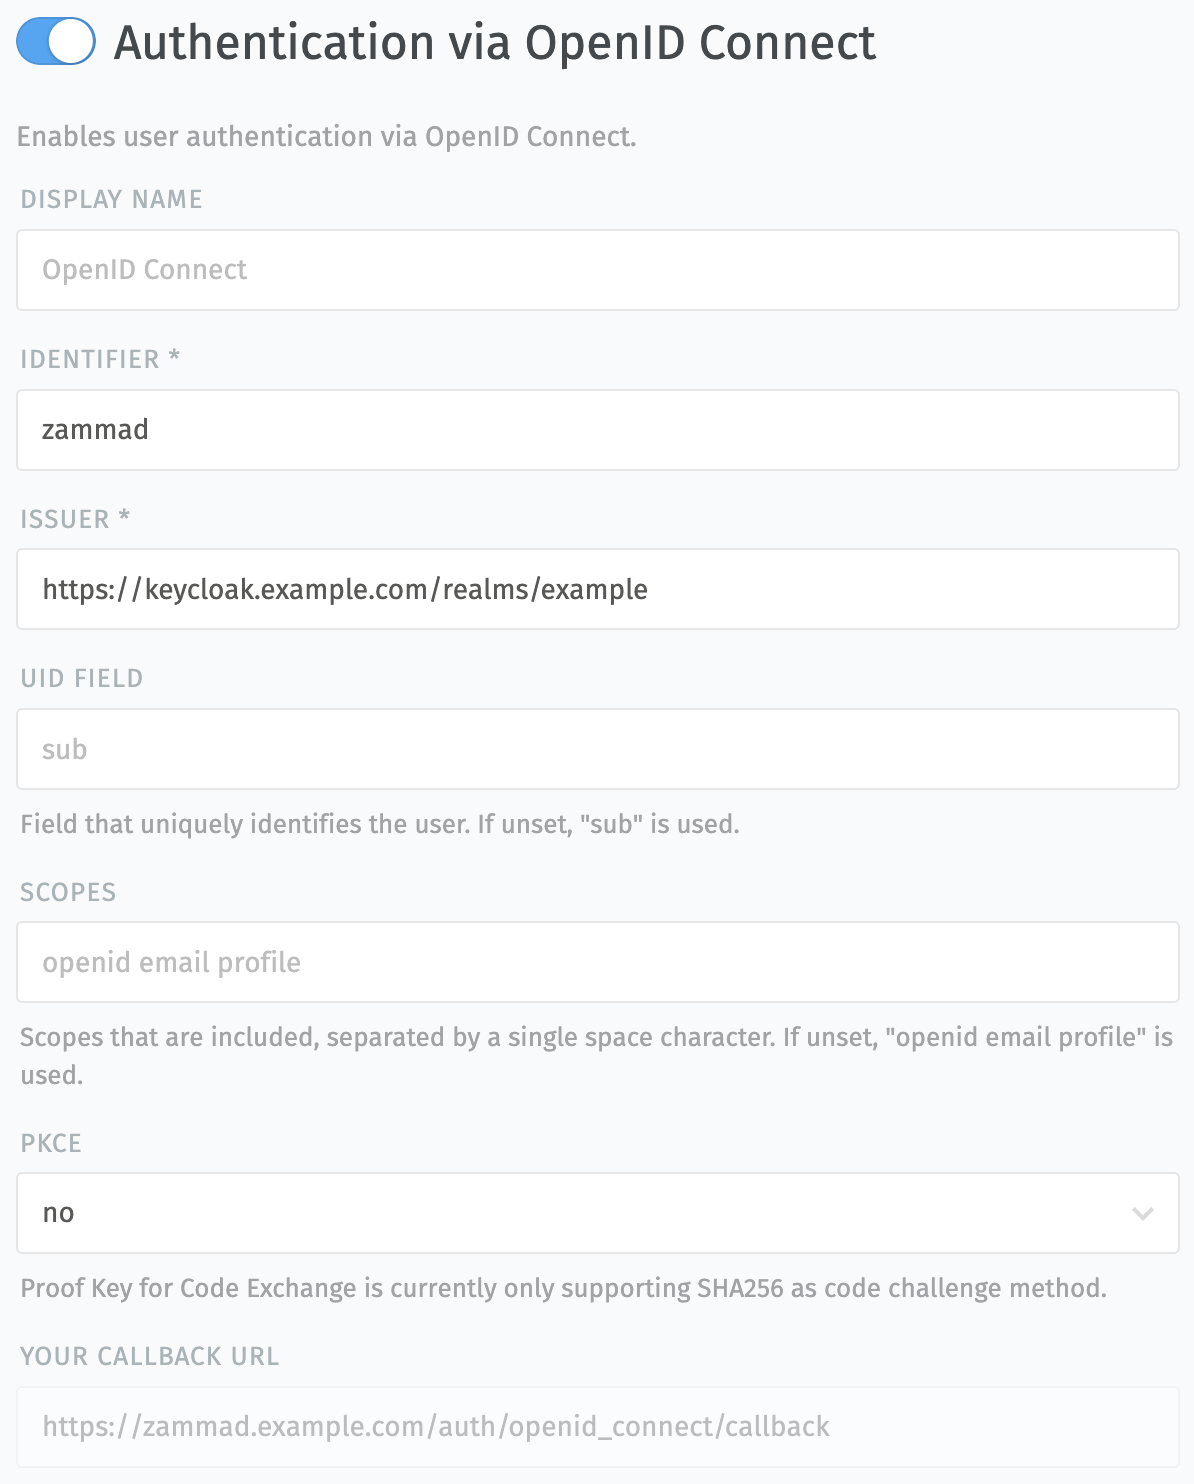 Authentication via OpenID Connect
Enables user authentication via OpenID Connect.
DISPLAY NAME
OpenID Connect
IDENTIFIER *
zammad
ISSUER *
https://keycloak.example.com/realms/example
UID FIELD
sub
Field that uniquely identifies the user. If unset, "sub" is used.
SCOPES
openid email profile
Scopes that are included, separated by a single space character. If unset, "openid email profile" is
used.
PKCE
no
Proof Key for Code Exchange is currently only supporting SHA256 as code challenge method.
YOUR CALLBACK URL
https://zammad.example.com/auth/openid_connect/callback